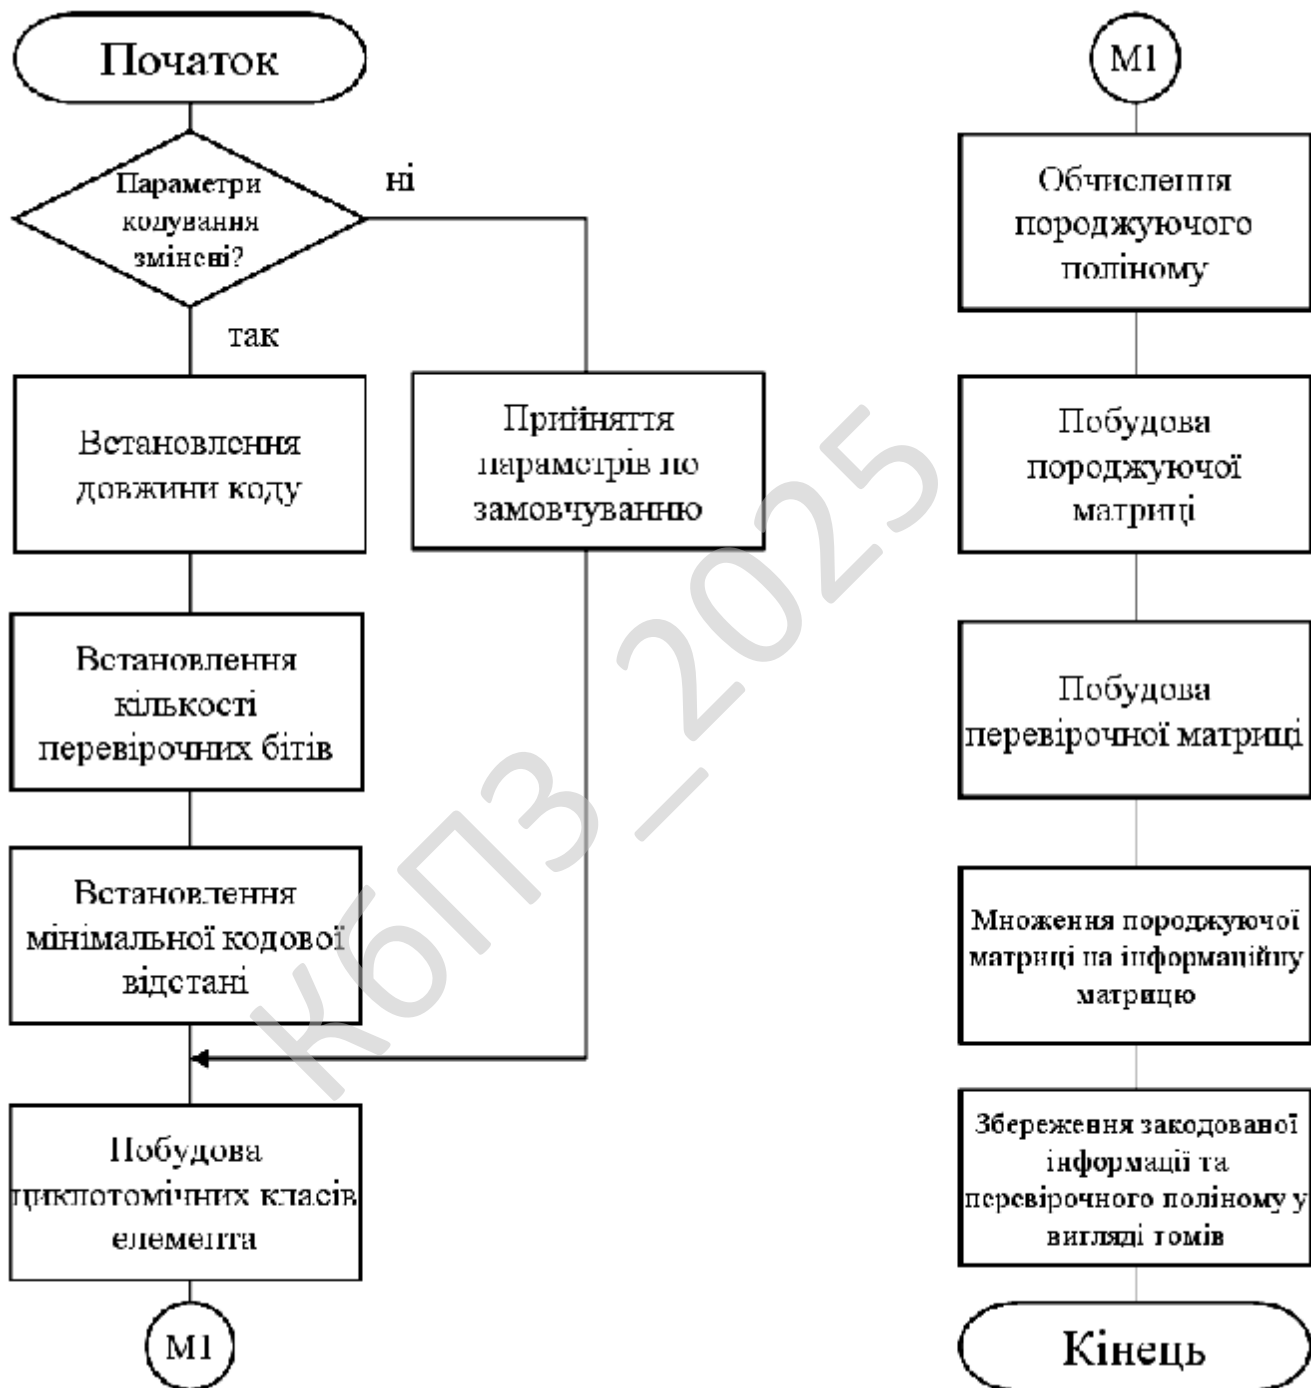 Початок
Параметри
кодування
змінені?
ні
так
Встановлення
довжини коду
Прийняття
параметрів по
замовчуванню
Встановлення
кількості
перевірочних бітів
Встановлення
мінімальної кодової
відстані
Побудова
циклотомічних класів
елемента
М1
М1
Обчислення
породжуючого
поліному
Побудова
породжуючої
матриці
Побудова
перевірочної матриці
Множення породжуючої
матриці на інформаційну
матрицю
Збереження закодованої
інформації та
перевірочного поліному у
вигляді томів
Кінець
КбПЗ_2025